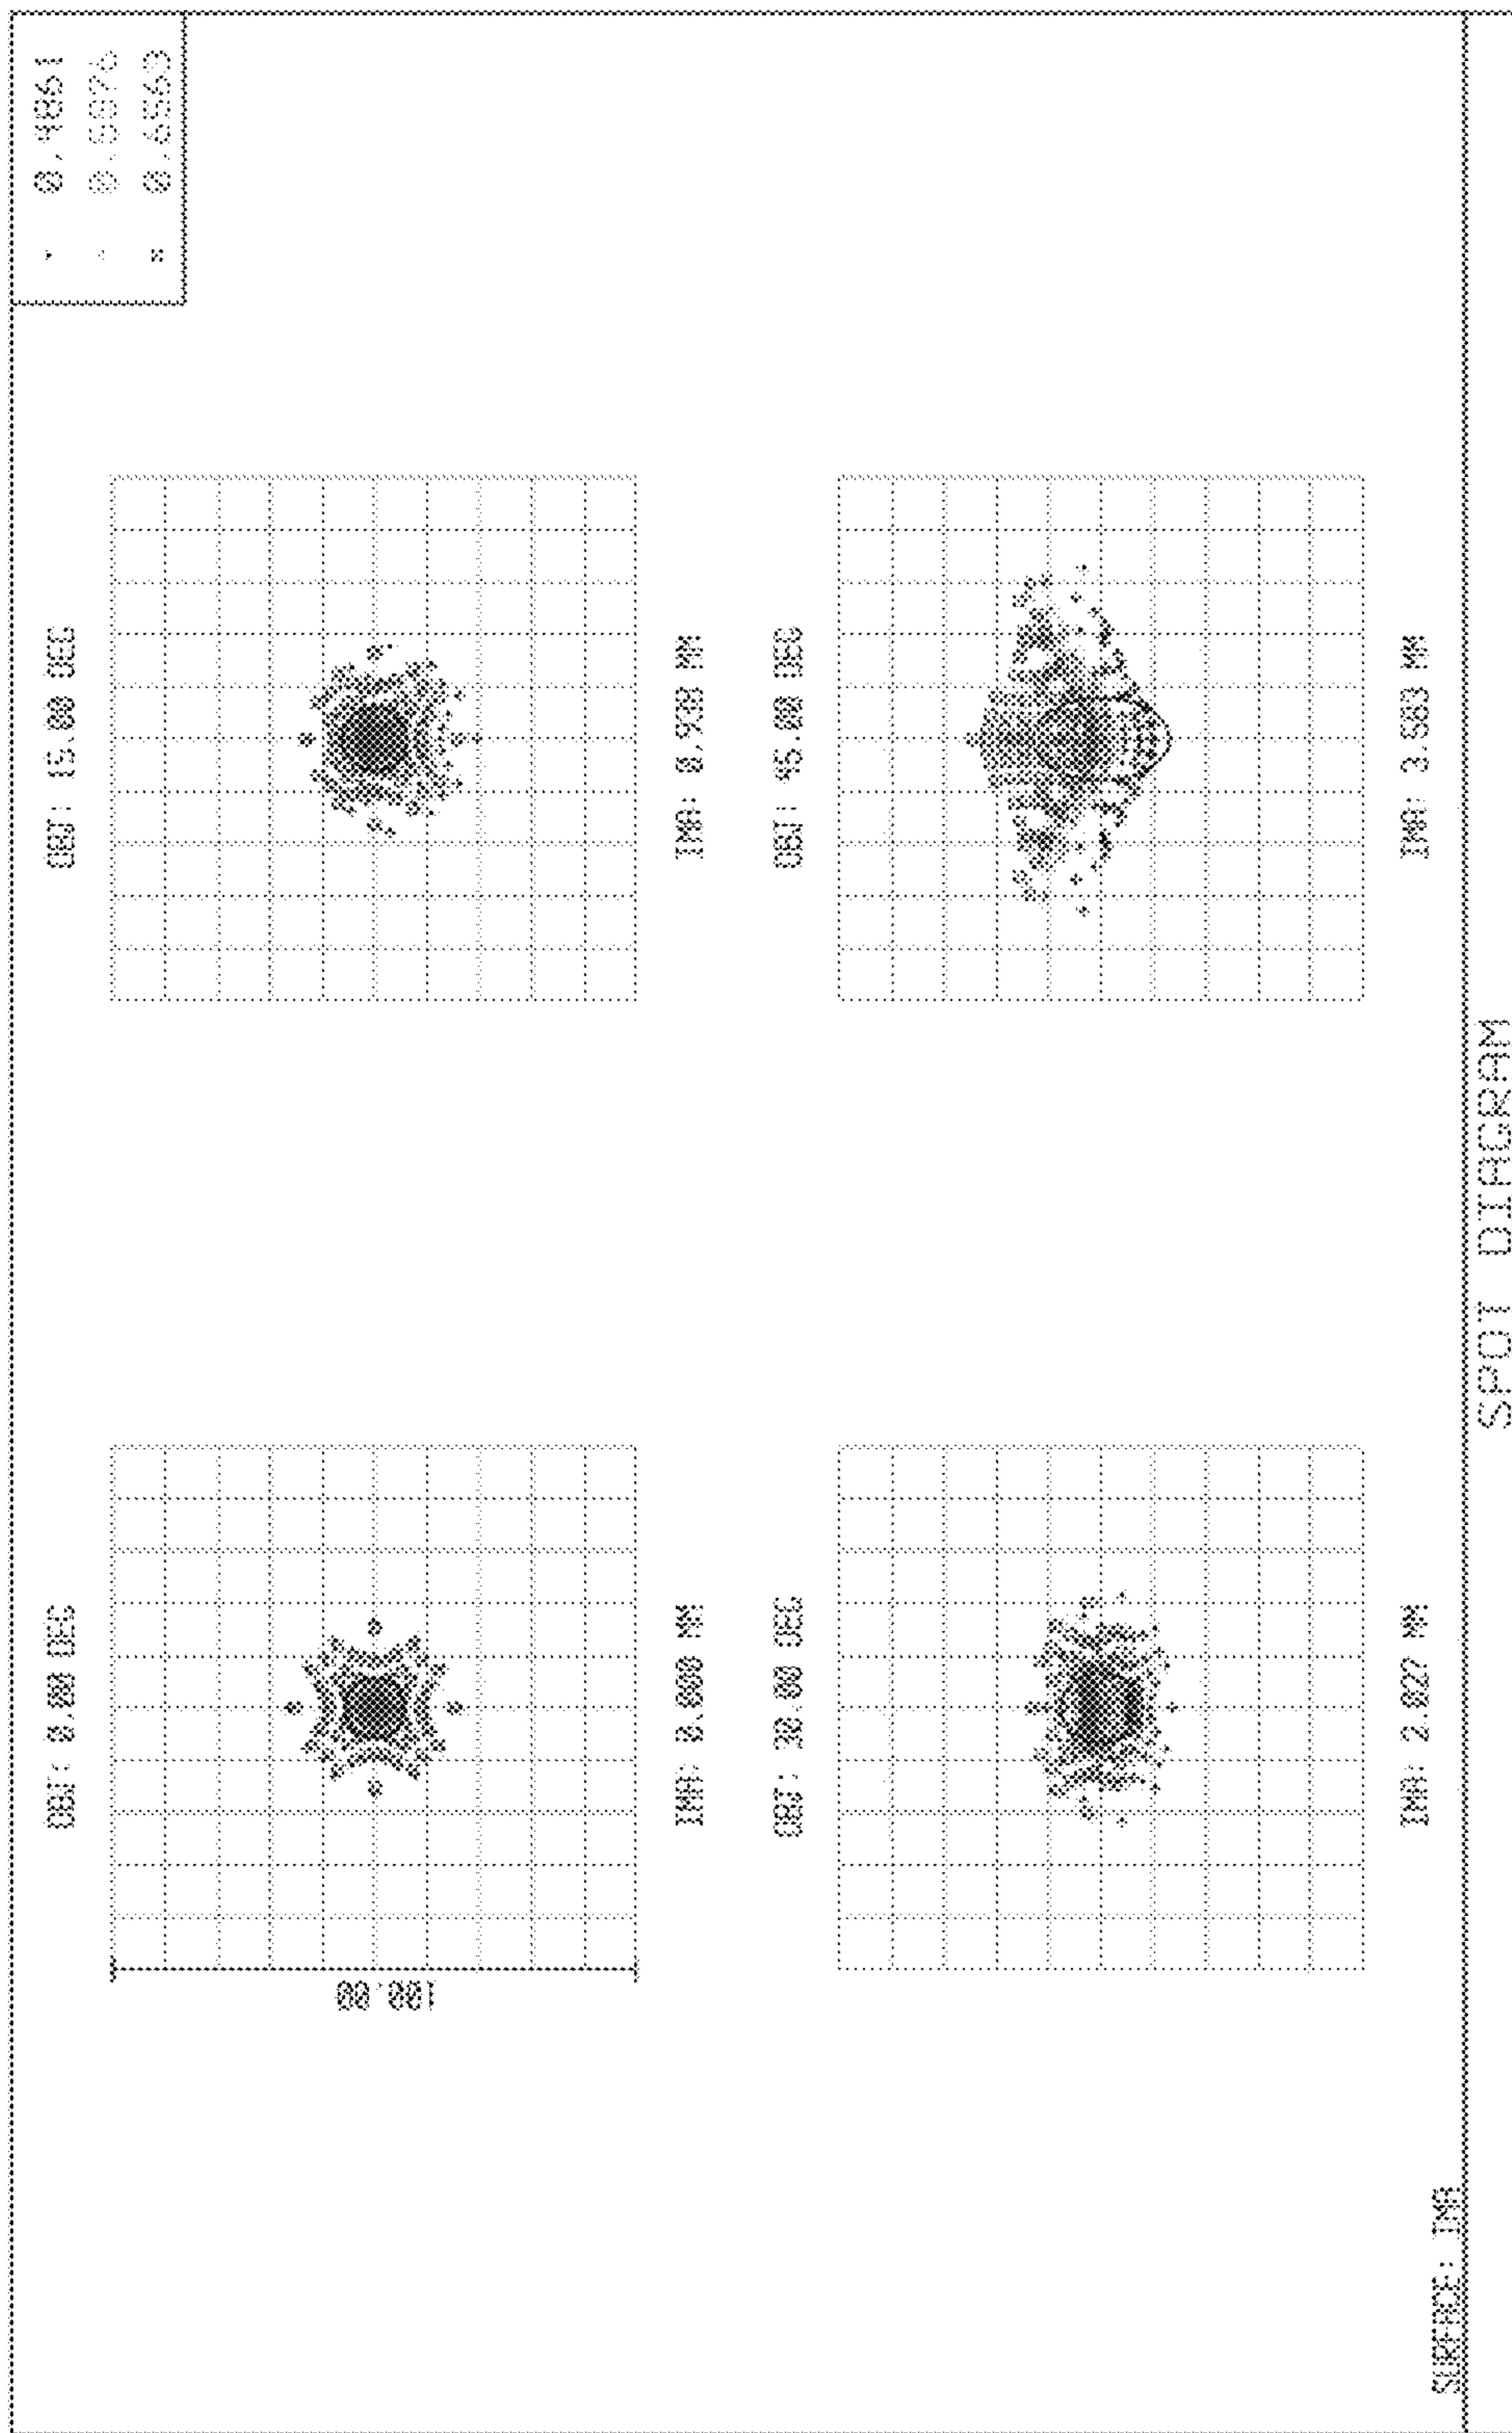 0.4861
0.5876
0.6563
OBJ: 0.00 DEG
OBJ: 15.00 DEG
100.00
IMA: 0.000 MM
IMA: 0.939 MM
OBJ: 30.00 DEG
OBJ: 45.00 DEG
IMA: 2.027 MM
IMA: 3.583 MM
SURFACE: IMA
SPOT DIAGRAM